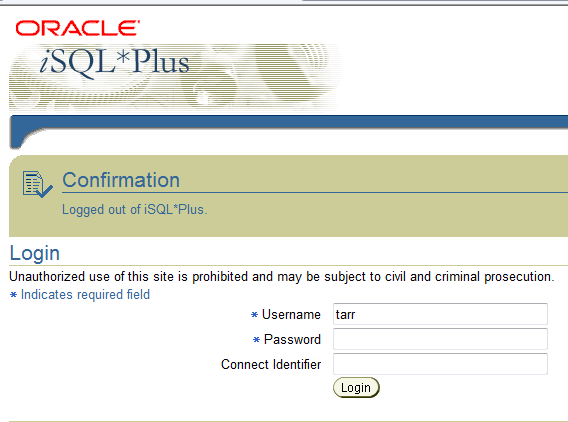 ORACLE
iSQL*Plus
Confirmation
Logged out of iSQL*Plus.
Login
Unauthorized use of this site is prohibited and may be subject to civil and criminal prosecution.
* Indicates required field
* Username tarr
* Password
Connect Identifier
Login